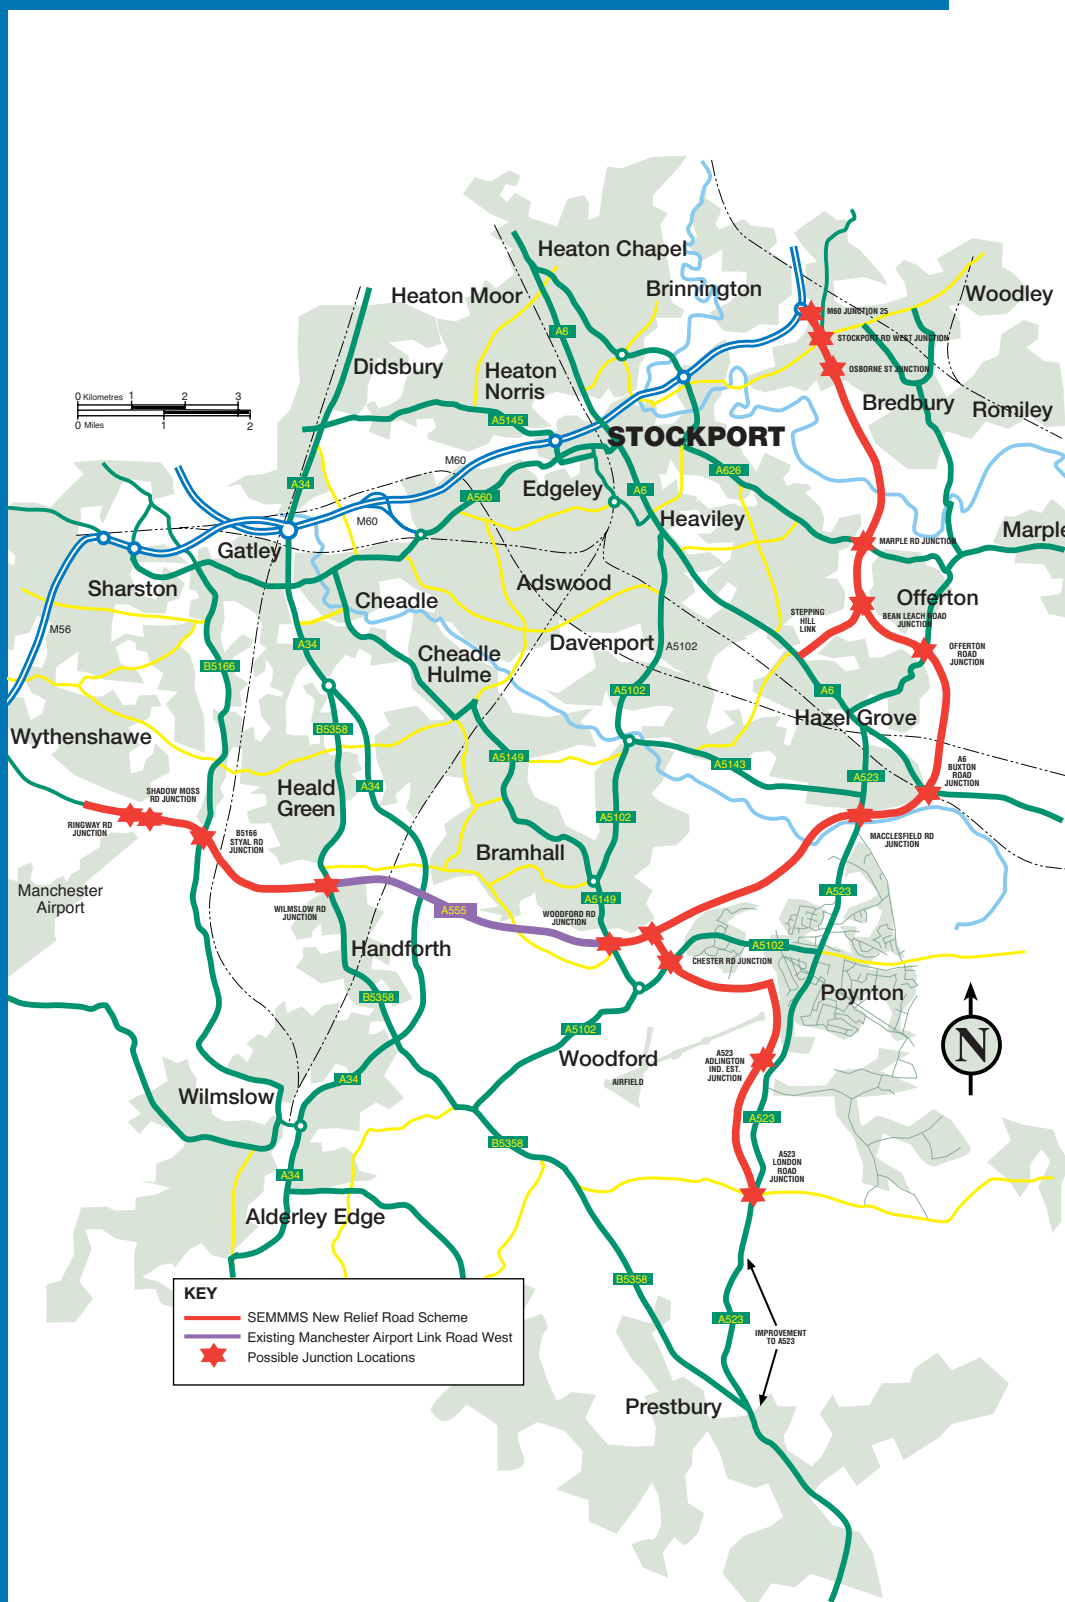 Heaton Chapel
Brinnington
Heaton Moor
Woodley
M60 JUNCTION 25
A6
STOCKPORT RD WEST JUNCTION
Didsbury
Heaton
Norris
OSBORNE ST JUNCTION
0 Kilometres 1 2 3
0 Miles 1 2
Bredbury
Romiley
A5145
STOCKPORT
M60
A626
A34
A560
Edgeley
A6
M60
Heaviley
Marple
MARPLE RD JUNCTION
Gatley
Sharston
Adswood
Cheadle
Offerton
STEPPING
HILL
LINK
BEAN LEACH ROAD
JUNCTION
M56
A34
Davenport
A5102
OFFERTON
ROAD
JUNCTION
Cheadle
Hulme
B5166
A5102
A6
Hazel Grove
B5358
Wythenshawe
A5149
A5143
A523
A6
BUXTON
ROAD
JUNCTION
A34
Heald
Green
SHADOW MOSS
RD JUNCTION
RINGWAY RD
JUNCTION
B5166
STYAL RD
JUNCTION
A5102
MACCLESFIELD RD
JUNCTION
Bramhall
Manchester
Airport
A523
A5149
WILMSLOW RD
JUNCTION
A555
WOODFORD RD
JUNCTION
Handforth
A5102
CHESTER RD JUNCTION
B5358
Poynton
N
A5102
Woodford
A523
ADLINGTON
IND. EST.
JUNCTION
AIRFIELD
A34
Wilmslow
A523
B5358
A523
LONDON
ROAD
JUNCTION
A34
Alderley Edge
B5358
A523
IMPROVEMENT
TO A523
KEY
SEMMMS New Relief Road Scheme
Existing Manchester Airport Link Road West
Possible Junction Locations
Prestbury